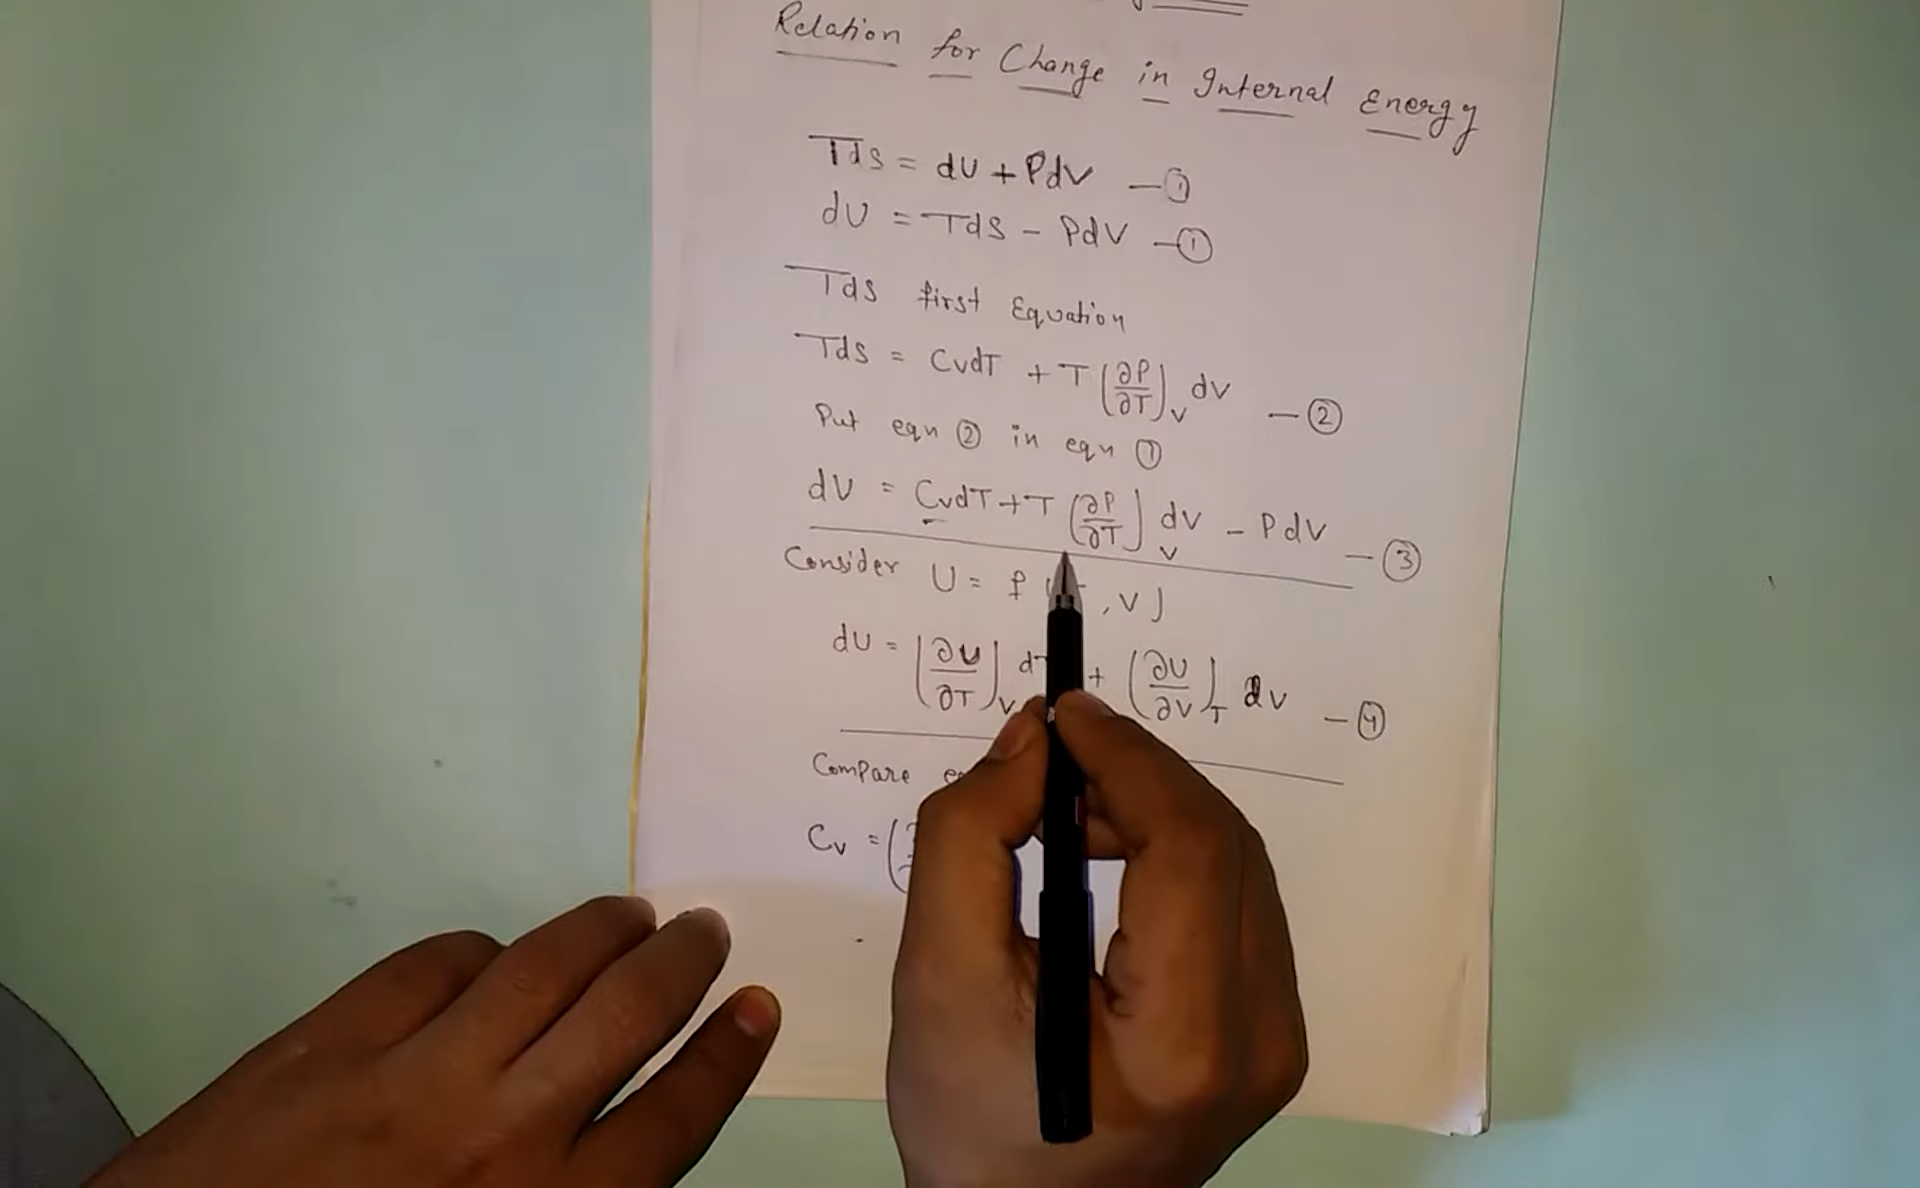 Relation for Change in Internal Energy
Tds = dU + PdV — ①
dU = Tds - PdV — ①
Tds first Equation
Tds = CvdT + T (∂P/∂T)v dv — ②
Put eqn ② in eqn ①
dU = CvdT + T (∂P/∂T)v dv - Pdv — ③
Consider U = f ( , V)
dU = (∂U/∂T)v d + (∂U/∂V)T dv — ④
Compare
Cv = (